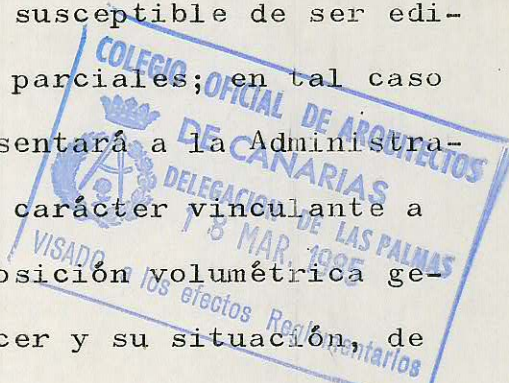 susceptible de ser edi-
parciales; en tal caso
sentará a la Administra-
carácter vinculante a
osición volumétrica ge-
cer y su situación, de
COLEGIO OFICIAL DE ARQUITECTOS
DE CANARIAS
DELEGACION DE LAS PALMAS
18 MAR. 1985
VISADO a los efectos Reglamentarios